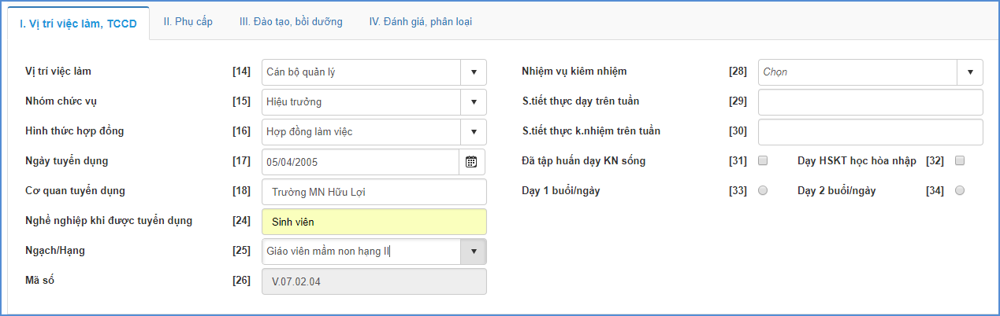 I. Vị trí việc làm, TCCD II. Phụ cấp III. Đào tạo, bồi dưỡng IV. Đánh giá, phân loại
Vị trí việc làm [14] Cán bộ quản lý
Nhóm chức vụ [15] Hiệu trưởng
Hình thức hợp đồng [16] Hợp đồng làm việc
Ngày tuyển dụng [17] 05/04/2005
Cơ quan tuyển dụng [18] Trường MN Hữu Lợi
Nghề nghiệp khi được tuyển dụng [24] Sinh viên
Ngạch/Hạng [25] Giáo viên mầm non hạng II
Mã số [26] V.07.02.04
Nhiệm vụ kiêm nhiệm [28] Chọn
S.tiết thực dạy trên tuần [29]
S.tiết thực k.nhiệm trên tuần [30]
Đã tập huấn dạy KN sống [31] Dạy HSKT học hòa nhập [32]
Dạy 1 buổi/ngày [33] Dạy 2 buổi/ngày [34]